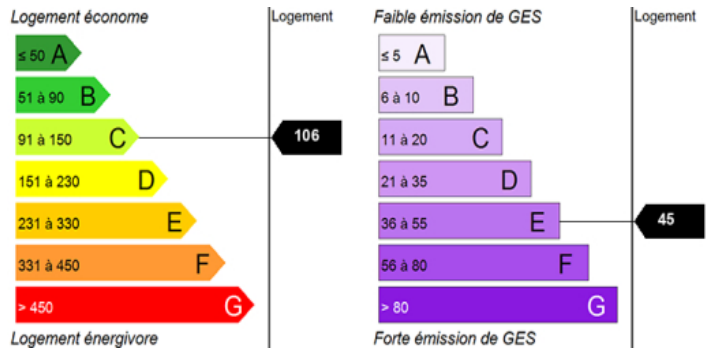 Logement économe
Logement
≤ 50 A
51 à 90 B
91 à 150 C
106
151 à 230 D
231 à 330 E
331 à 450 F
> 450 G
Logement énergivore
Faible émission de GES
Logement
≤ 5 A
6 à 10 B
11 à 20 C
21 à 35 D
36 à 55 E
45
56 à 80 F
> 80 G
Forte émission de GES